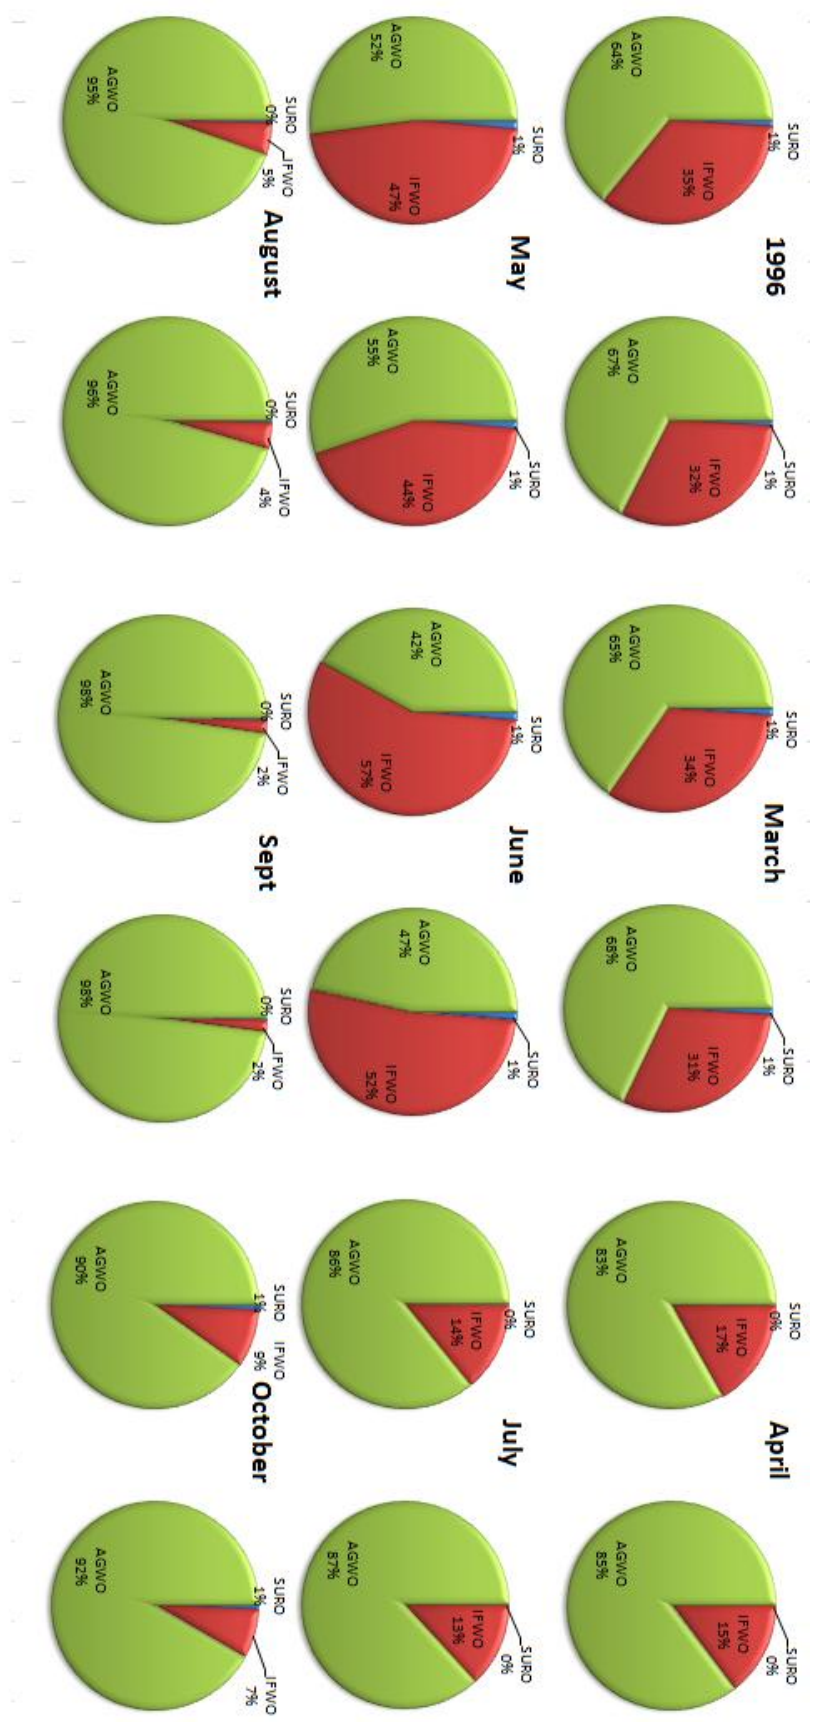 1996
March
April
SURO
1%
IFWO
35%
AGWO
64%
SURO
1%
IFWO
32%
AGWO
67%
SURO
1%
IFWO
34%
AGWO
65%
SURO
1%
IFWO
31%
AGWO
68%
SURO
0%
IFWO
17%
AGWO
83%
SURO
0%
IFWO
15%
AGWO
85%
May
June
July
SURO
1%
IFWO
47%
AGWO
52%
SURO
1%
IFWO
44%
AGWO
55%
SURO
1%
IFWO
57%
AGWO
42%
SURO
1%
IFWO
52%
AGWO
47%
SURO
0%
IFWO
14%
AGWO
86%
SURO
0%
IFWO
13%
AGWO
87%
August
Sept
October
SURO
0%
IFWO
5%
AGWO
95%
SURO
0%
IFWO
4%
AGWO
96%
SURO
0%
IFWO
2%
AGWO
98%
SURO
0%
IFWO
2%
AGWO
98%
SURO
1%
IFWO
9%
AGWO
90%
SURO
1%
IFWO
7%
AGWO
92%